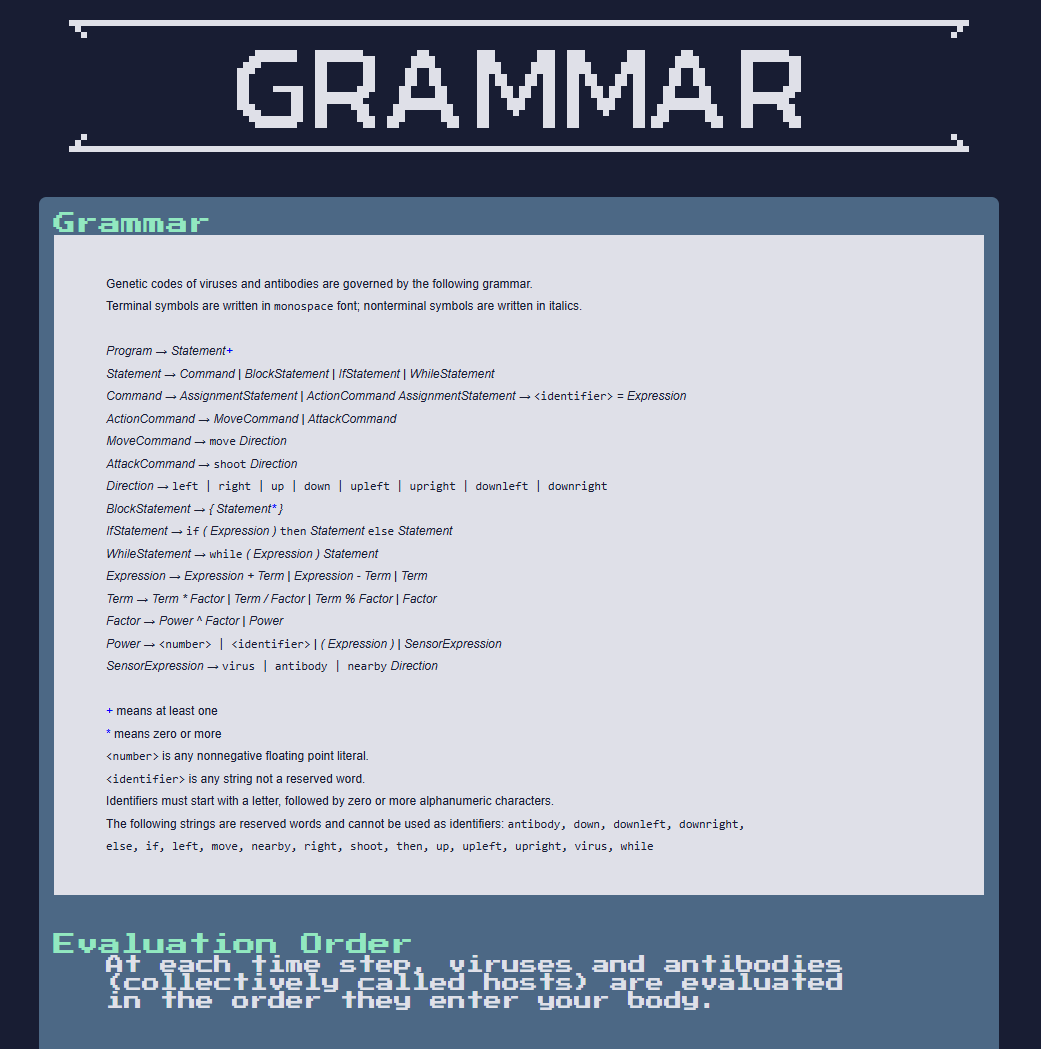 GRAMMAR
Grammar
Genetic codes of viruses and antibodies are governed by the following grammar.
Terminal symbols are written in monospace font; nonterminal symbols are written in italics.
Program → Statement+
Statement → Command | BlockStatement | IfStatement | WhileStatement
Command → AssignmentStatement | ActionCommand AssignmentStatement → <identifier> = Expression
ActionCommand → MoveCommand | AttackCommand
MoveCommand → move Direction
AttackCommand → shoot Direction
Direction → left | right | up | down | upleft | upright | downleft | downright
BlockStatement → { Statement* }
IfStatement → if ( Expression ) then Statement else Statement
WhileStatement → while ( Expression ) Statement
Expression → Expression + Term | Expression - Term | Term
Term → Term * Factor | Term / Factor | Term % Factor | Factor
Factor → Power ^ Factor | Power
Power → <number> | <identifier> | ( Expression ) | SensorExpression
SensorExpression → virus | antibody | nearby Direction
+ means at least one
* means zero or more
<number> is any nonnegative floating point literal.
<identifier> is any string not a reserved word.
Identifiers must start with a letter, followed by zero or more alphanumeric characters.
The following strings are reserved words and cannot be used as identifiers: antibody, down, downleft, downright,
else, if, left, move, nearby, right, shoot, then, up, upleft, upright, virus, while
Evaluation Order
At each time step, viruses and antibodies
(collectively called hosts) are evaluated
in the order they enter your body.